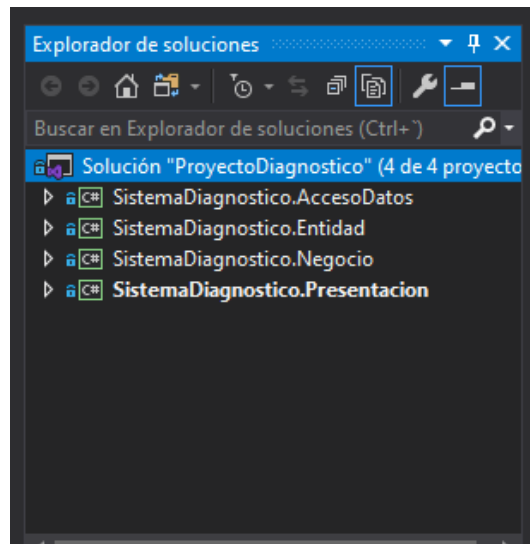 Explorador de soluciones
Buscar en Explorador de soluciones (Ctrl+`)
Solución "ProyectoDiagnostico" (4 de 4 proyecto
C# SistemaDiagnostico.AccesoDatos
C# SistemaDiagnostico.Entidad
C# SistemaDiagnostico.Negocio
C# SistemaDiagnostico.Presentacion